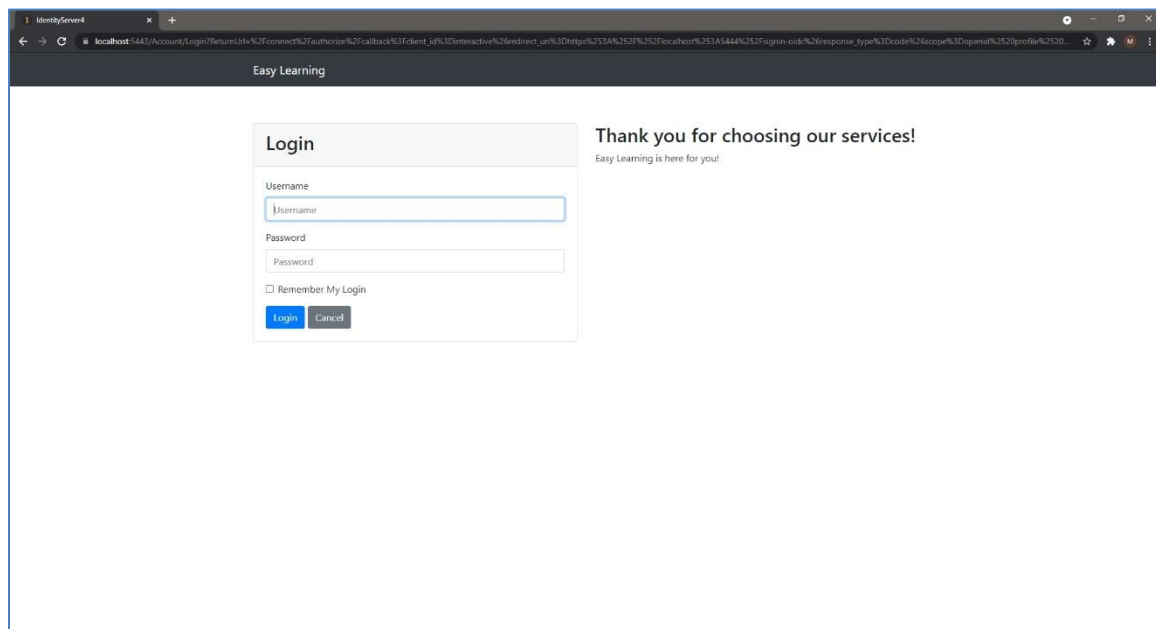 IdentityServer4
localhost:5443/Account/Login?ReturnUrl=%2Fconnect%2Fauthorize%2Fcallback%3Fclient_id%3Dinteractive%26redirect_uri%3Dhttps%253A%252F%252Flocalhost%253A5444%252Fsignin-oidc%26response_type%3Dcode%26scope%3Dopenid%2520profile%2520...
M
Easy Learning
Login
Username
Username
Password
Password
Remember My Login
Login Cancel
Thank you for choosing our services!
Easy Learning is here for you!